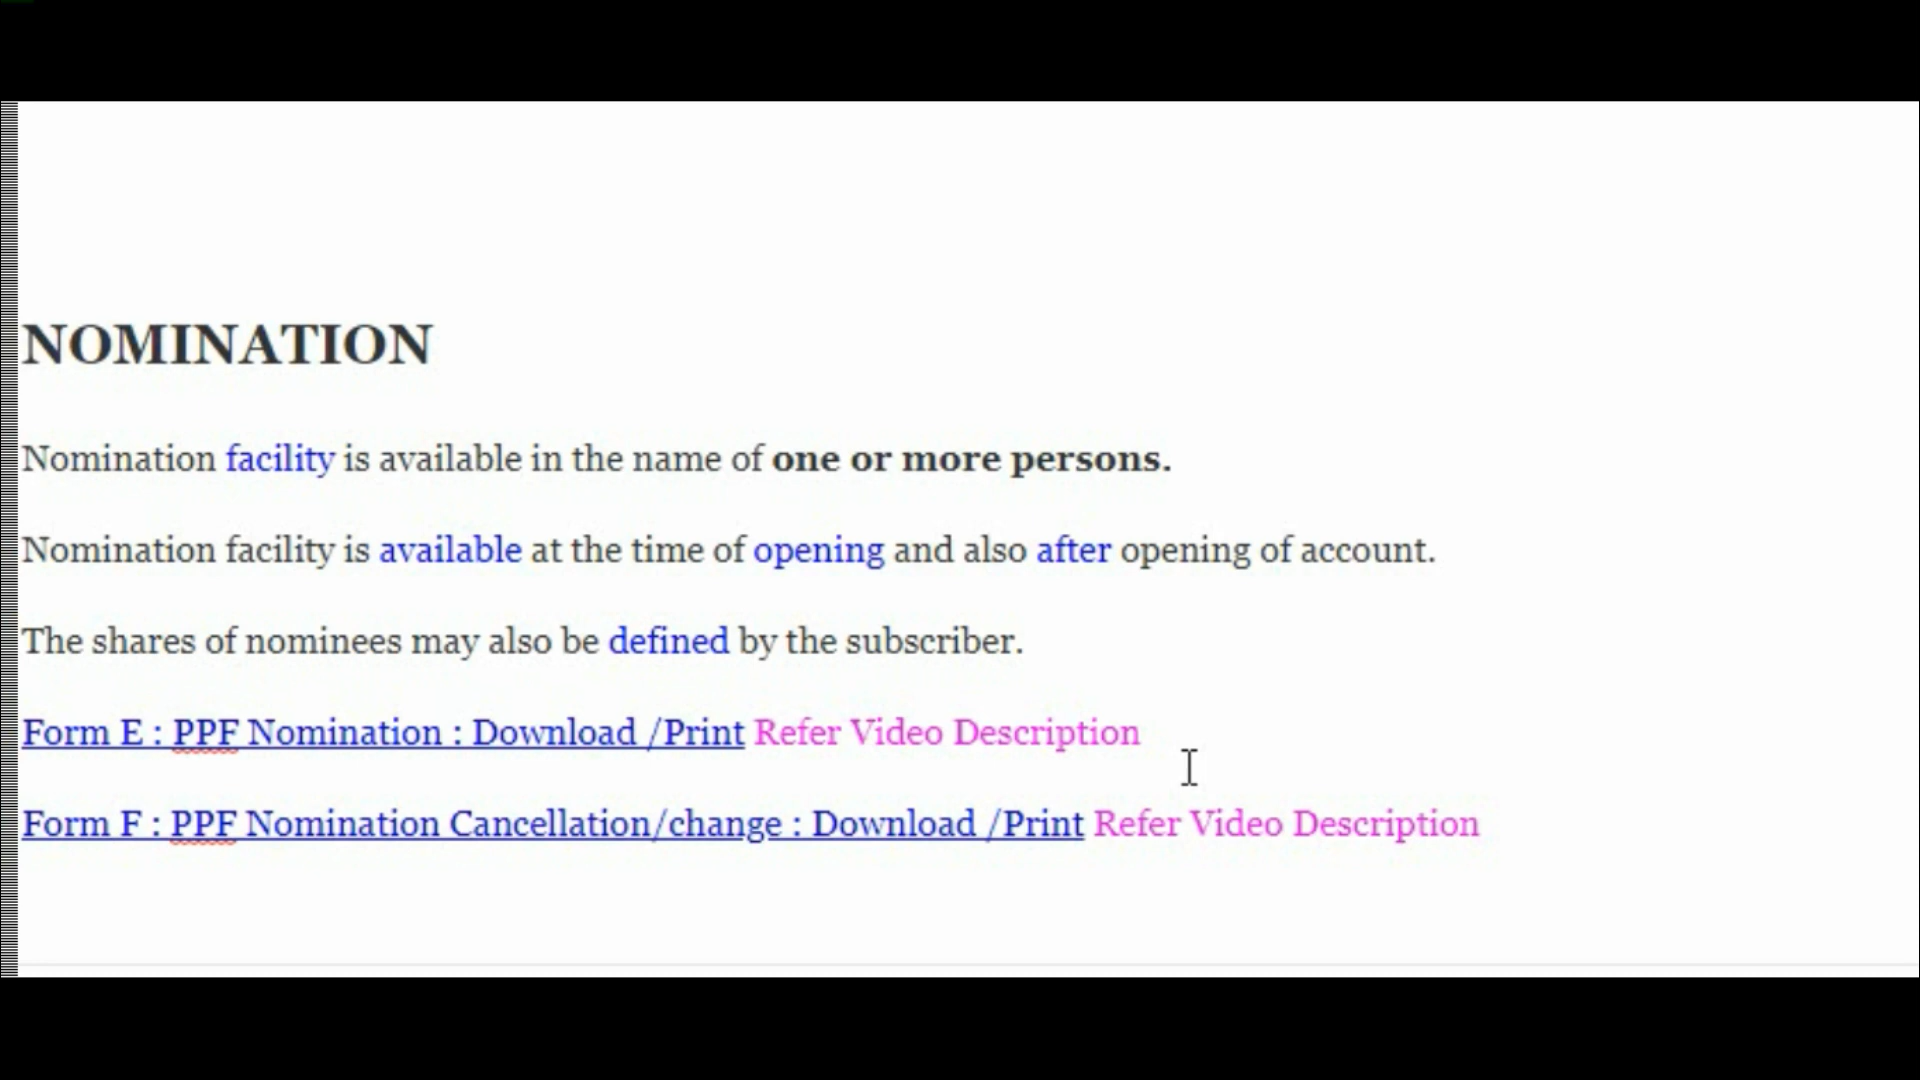 NOMINATION
Nomination facility is available in the name of one or more persons.
Nomination facility is available at the time of opening and also after opening of account.
The shares of nominees may also be defined by the subscriber.
Form E : PPF Nomination : Download /Print Refer Video Description
Form F : PPF Nomination Cancellation/change : Download /Print Refer Video Description